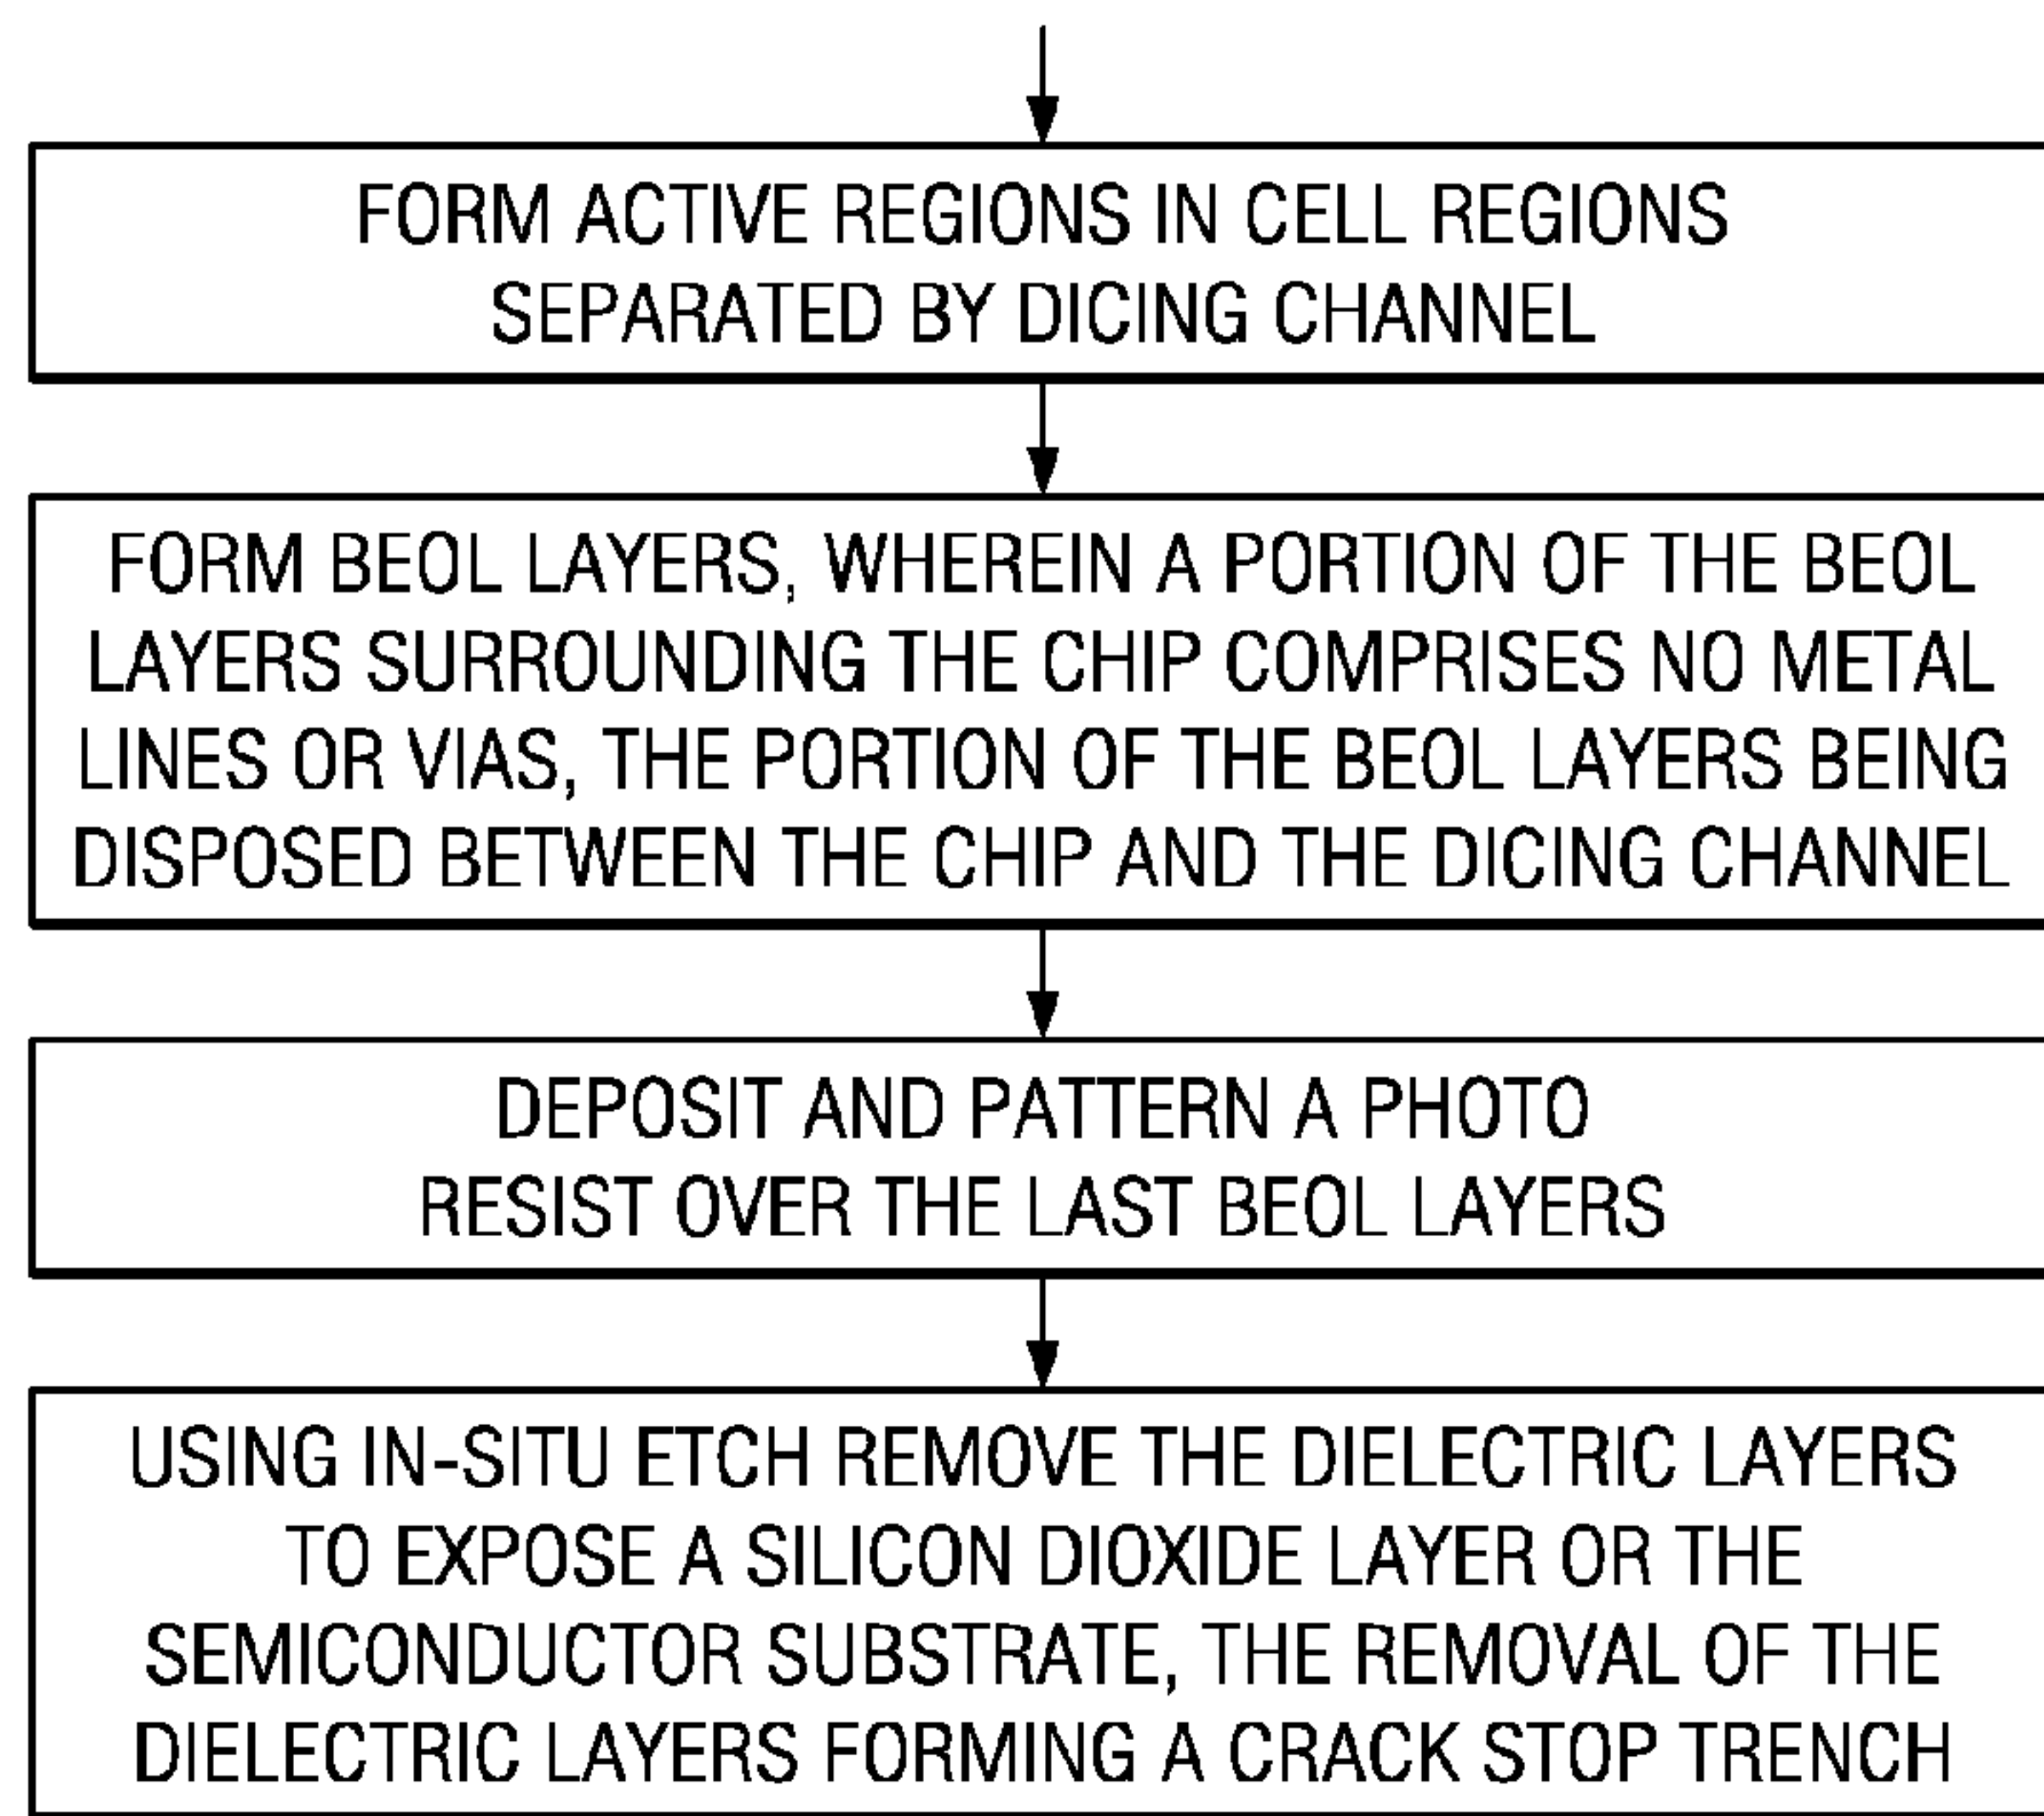 FORM ACTIVE REGIONS IN CELL REGIONS
SEPARATED BY DICING CHANNEL
FORM BEOL LAYERS, WHEREIN A PORTION OF THE BEOL
LAYERS SURROUNDING THE CHIP COMPRISES NO METAL
LINES OR VIAS, THE PORTION OF THE BEOL LAYERS BEING
DISPOSED BETWEEN THE CHIP AND THE DICING CHANNEL
DEPOSIT AND PATTERN A PHOTO
RESIST OVER THE LAST BEOL LAYERS
USING IN-SITU ETCH REMOVE THE DIELECTRIC LAYERS
TO EXPOSE A SILICON DIOXIDE LAYER OR THE
SEMICONDUCTOR SUBSTRATE, THE REMOVAL OF THE
DIELECTRIC LAYERS FORMING A CRACK STOP TRENCH